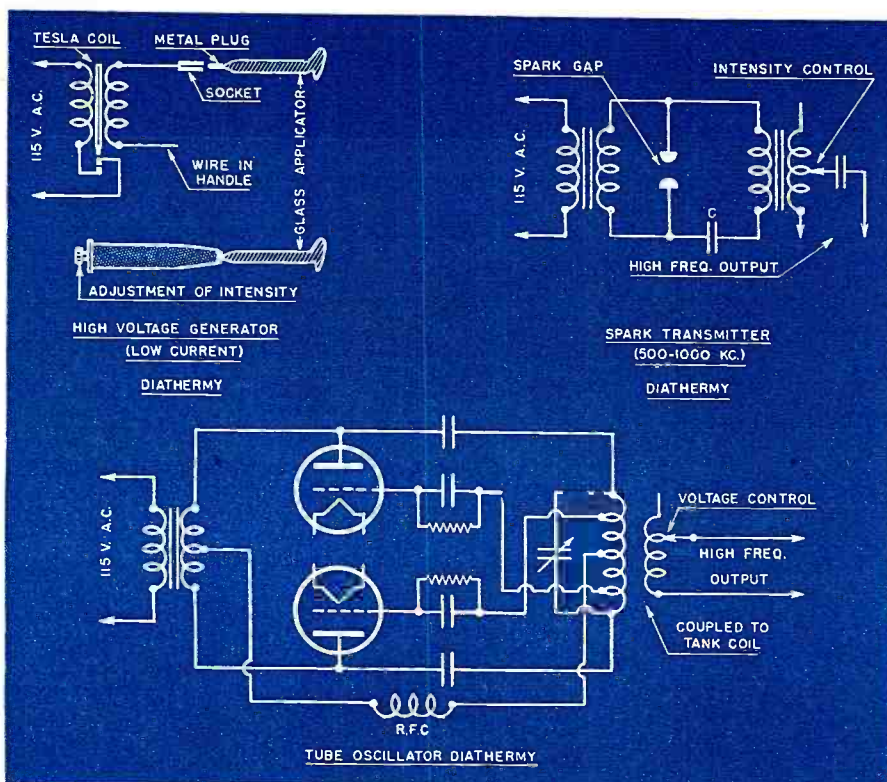 TESLA COIL
METAL PLUG
SOCKET
115 V. A.C.
WIRE IN
HANDLE
GLASS APPLICATOR
ADJUSTMENT OF INTENSITY
HIGH VOLTAGE GENERATOR
(LOW CURRENT)
DIATHERMY
SPARK GAP
INTENSITY CONTROL
115 V. A.C.
C
HIGH FREQ. OUTPUT
SPARK TRANSMITTER
(500-1000 KC.)
DIATHERMY
115 V. A.C.
VOLTAGE CONTROL
HIGH FREQ.
OUTPUT
COUPLED TO
TANK COIL
R.F.C
TUBE OSCILLATOR DIATHERMY